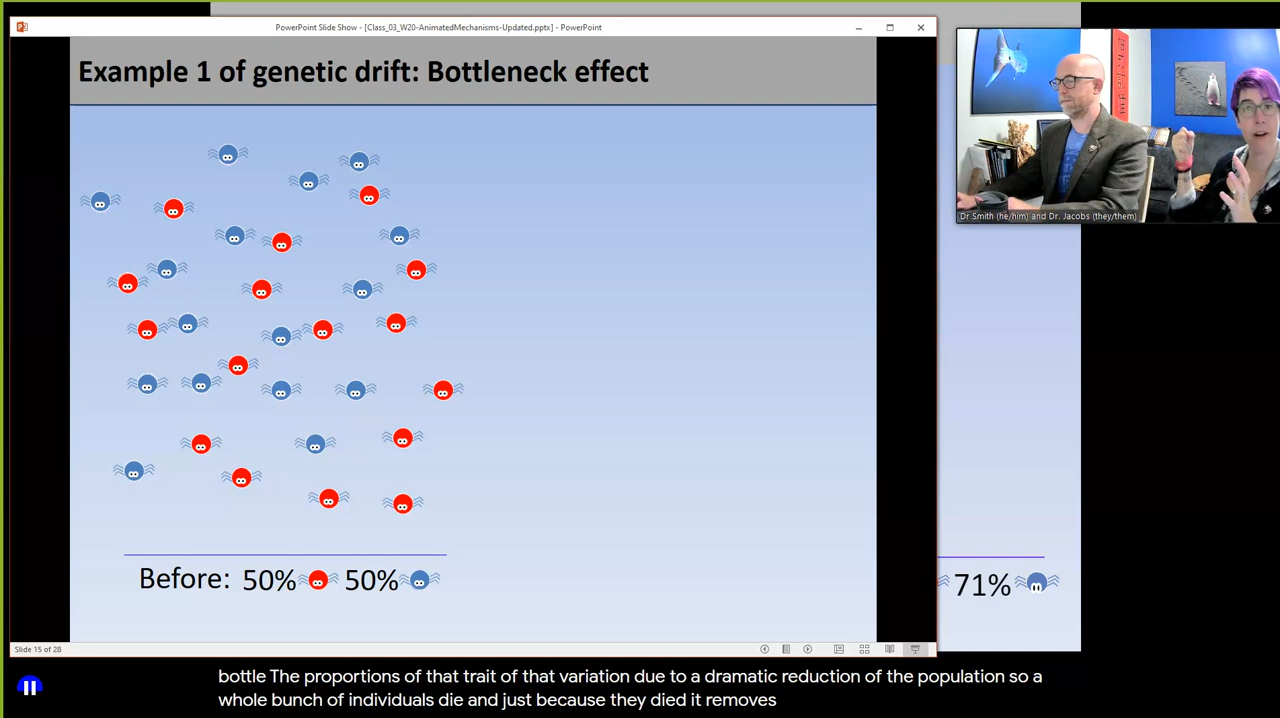 PowerPoint Slide Show - [Class_03_W20-AnimatedMechanisms-Updated.pptx] - PowerPoint
Example 1 of genetic drift: Bottleneck effect
Dr Smith (he/him) and Dr. Jacobs (they/them)
Before: 50% 50%
71%
Slide 15 of 28
bottle The proportions of that trait of that variation due to a dramatic reduction of the population so a
whole bunch of individuals die and just because they died it removes